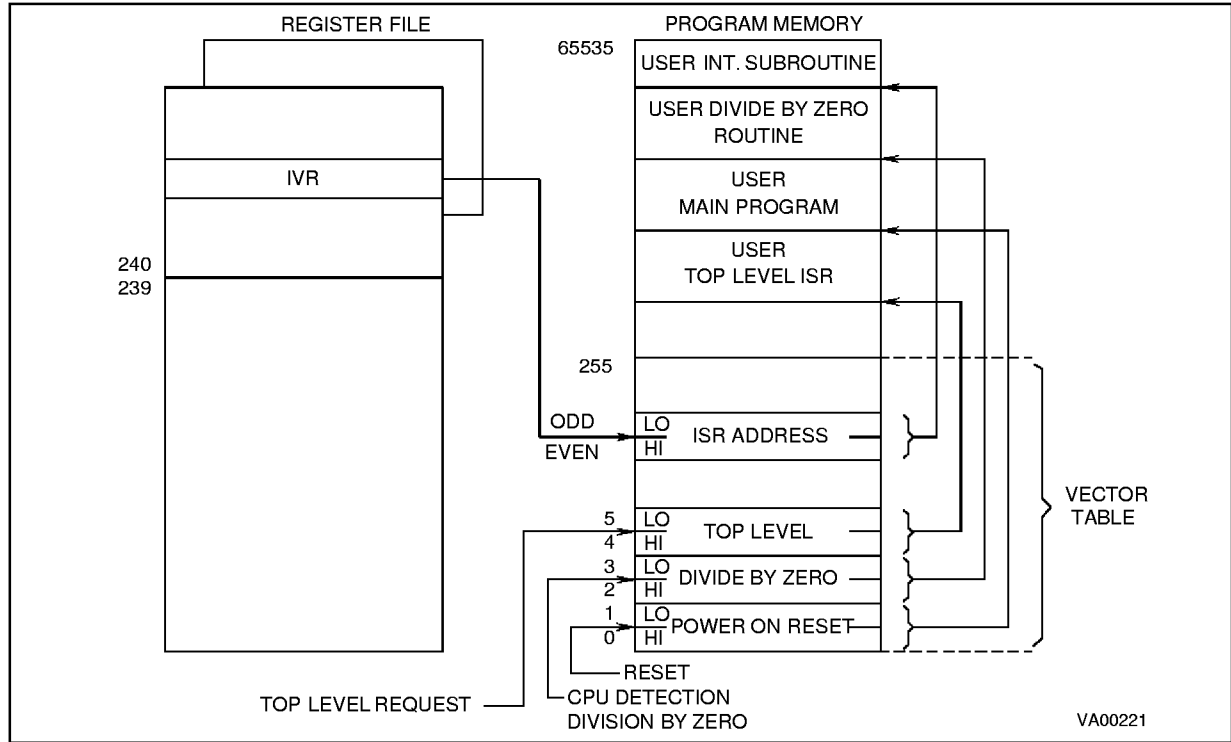 REGISTER FILE
PROGRAM MEMORY
65535
USER INT. SUBROUTINE
USER DIVIDE BY ZERO
ROUTINE
IVR
USER
MAIN PROGRAM
USER
TOP LEVEL ISR
240
239
255
ODD
EVEN
LO
HI
ISR ADDRESS
VECTOR
TABLE
5
4
LO
HI
TOP LEVEL
3
2
LO
HI
DIVIDE BY ZERO
1
0
LO
HI
POWER ON RESET
RESET
TOP LEVEL REQUEST
CPU DETECTION
DIVISION BY ZERO
VA00221